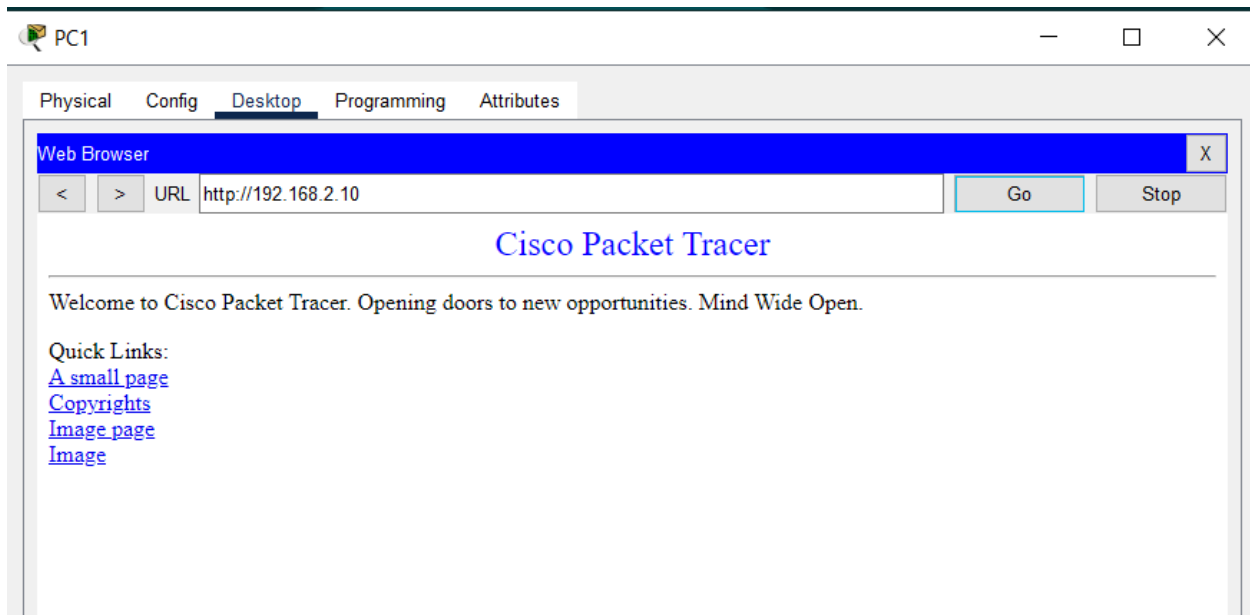 PC1
Physical Config Desktop Programming Attributes
Web Browser X
< > URL http://192.168.2.10 Go Stop
Cisco Packet Tracer
Welcome to Cisco Packet Tracer. Opening doors to new opportunities. Mind Wide Open.
Quick Links:
A small page
Copyrights
Image page
Image